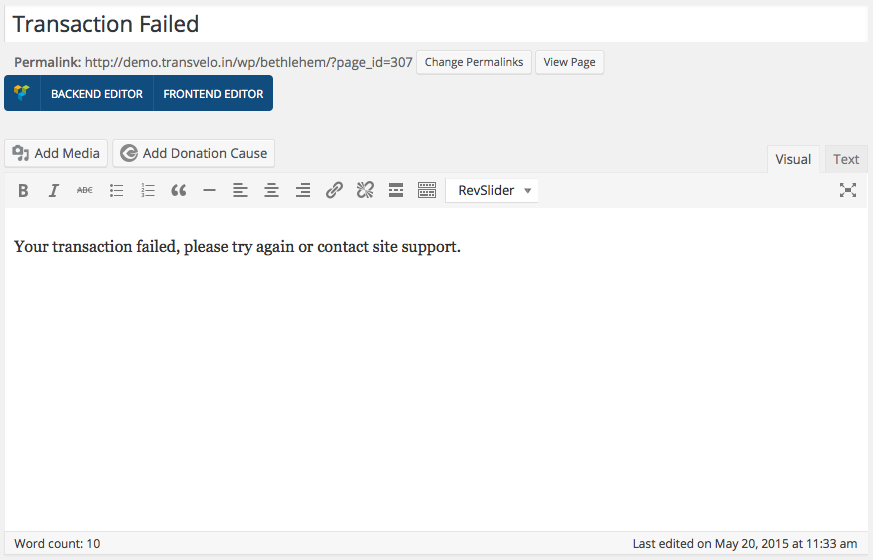 Transaction Failed
Permalink: http://demo.transvelo.in/wp/bethlehem/?page_id=307 Change Permalinks View Page
BACKEND EDITOR FRONTEND EDITOR
Add Media Add Donation Cause
Visual Text
B I ABC RevSlider
Your transaction failed, please try again or contact site support.
Word count: 10 Last edited on May 20, 2015 at 11:33 am